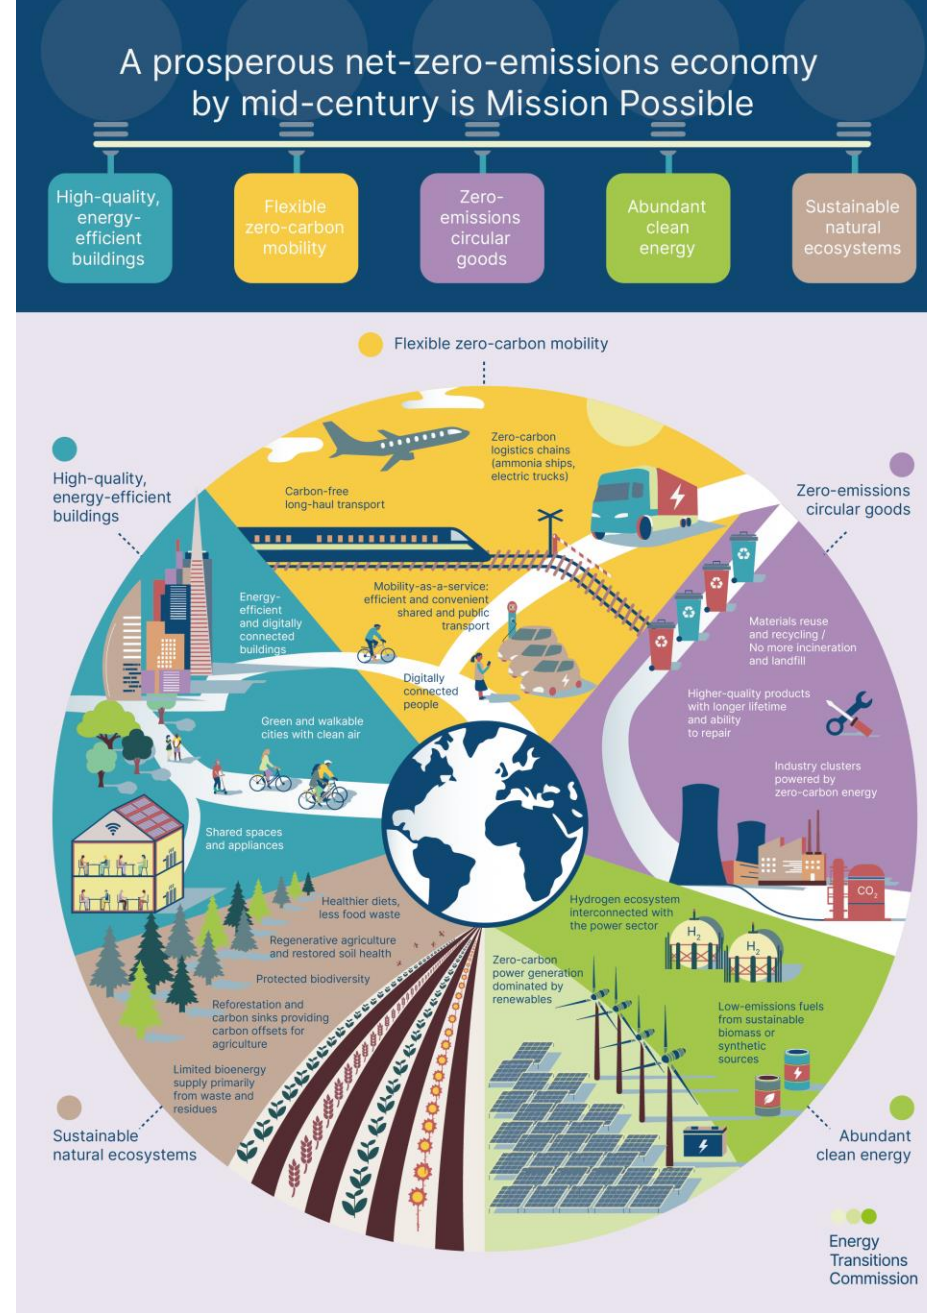 A prosperous net-zero-emissions economy
by mid-century is Mission Possible
High-quality,
energy-
efficient
buildings
Flexible
zero-carbon
mobility
Zero-
emissions
circular
goods
Abundant
clean
energy
Sustainable
natural
ecosystems
Flexible zero-carbon mobility
High-quality,
energy-efficient
buildings
Zero-emissions
circular goods
Carbon-free
long-haul transport
Zero-carbon
logistics chains
(ammonia ships,
electric trucks)
Mobility-as-a-service:
efficient and convenient
shared and public
transport
Digitally
connected
people
Energy-
efficient
and digitally
connected
buildings
Green and walkable
cities with clean air
Shared spaces
and appliances
Materials reuse
and recycling /
No more incineration
and landfill
Higher-quality products
with longer lifetime
and ability
to repair
Industry clusters
powered by
zero-carbon energy
CO2
Healthier diets,
less food waste
Regenerative agriculture
and restored soil health
Protected biodiversity
Reforestation and
carbon sinks providing
carbon offsets for
agriculture
Limited bioenergy
supply primarily
from waste and
residues
Hydrogen ecosystem
interconnected with
the power sector
H2
H2
Zero-carbon
power generation
dominated by
renewables
Low-emissions fuels
from sustainable
biomass or
synthetic
sources
Sustainable
natural ecosystems
Abundant
clean energy
Energy
Transitions
Commission